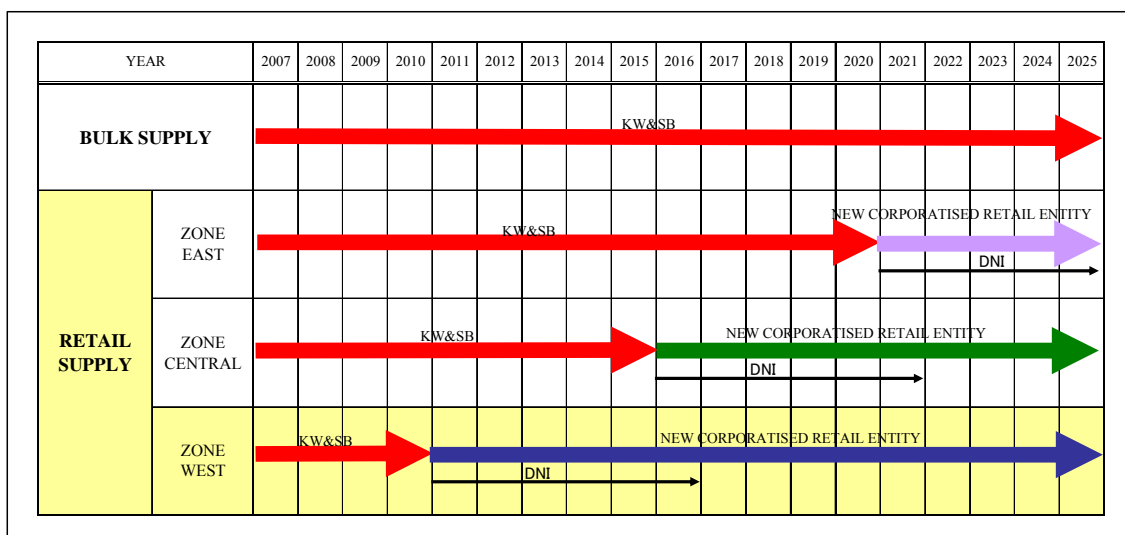 YEAR 2007 2008 2009 2010 2011 2012 2013 2014 2015 2016 2017 2018 2019 2020 2021 2022 2023 2024 2025
BULK SUPPLY
KW&SB
RETAIL
SUPPLY
ZONE
EAST
KW&SB
NEW CORPORATISED RETAIL ENTITY
DNI
ZONE
CENTRAL
KW&SB
NEW CORPORATISED RETAIL ENTITY
DNI
ZONE
WEST
KW&SB
NEW CORPORATISED RETAIL ENTITY
DNI